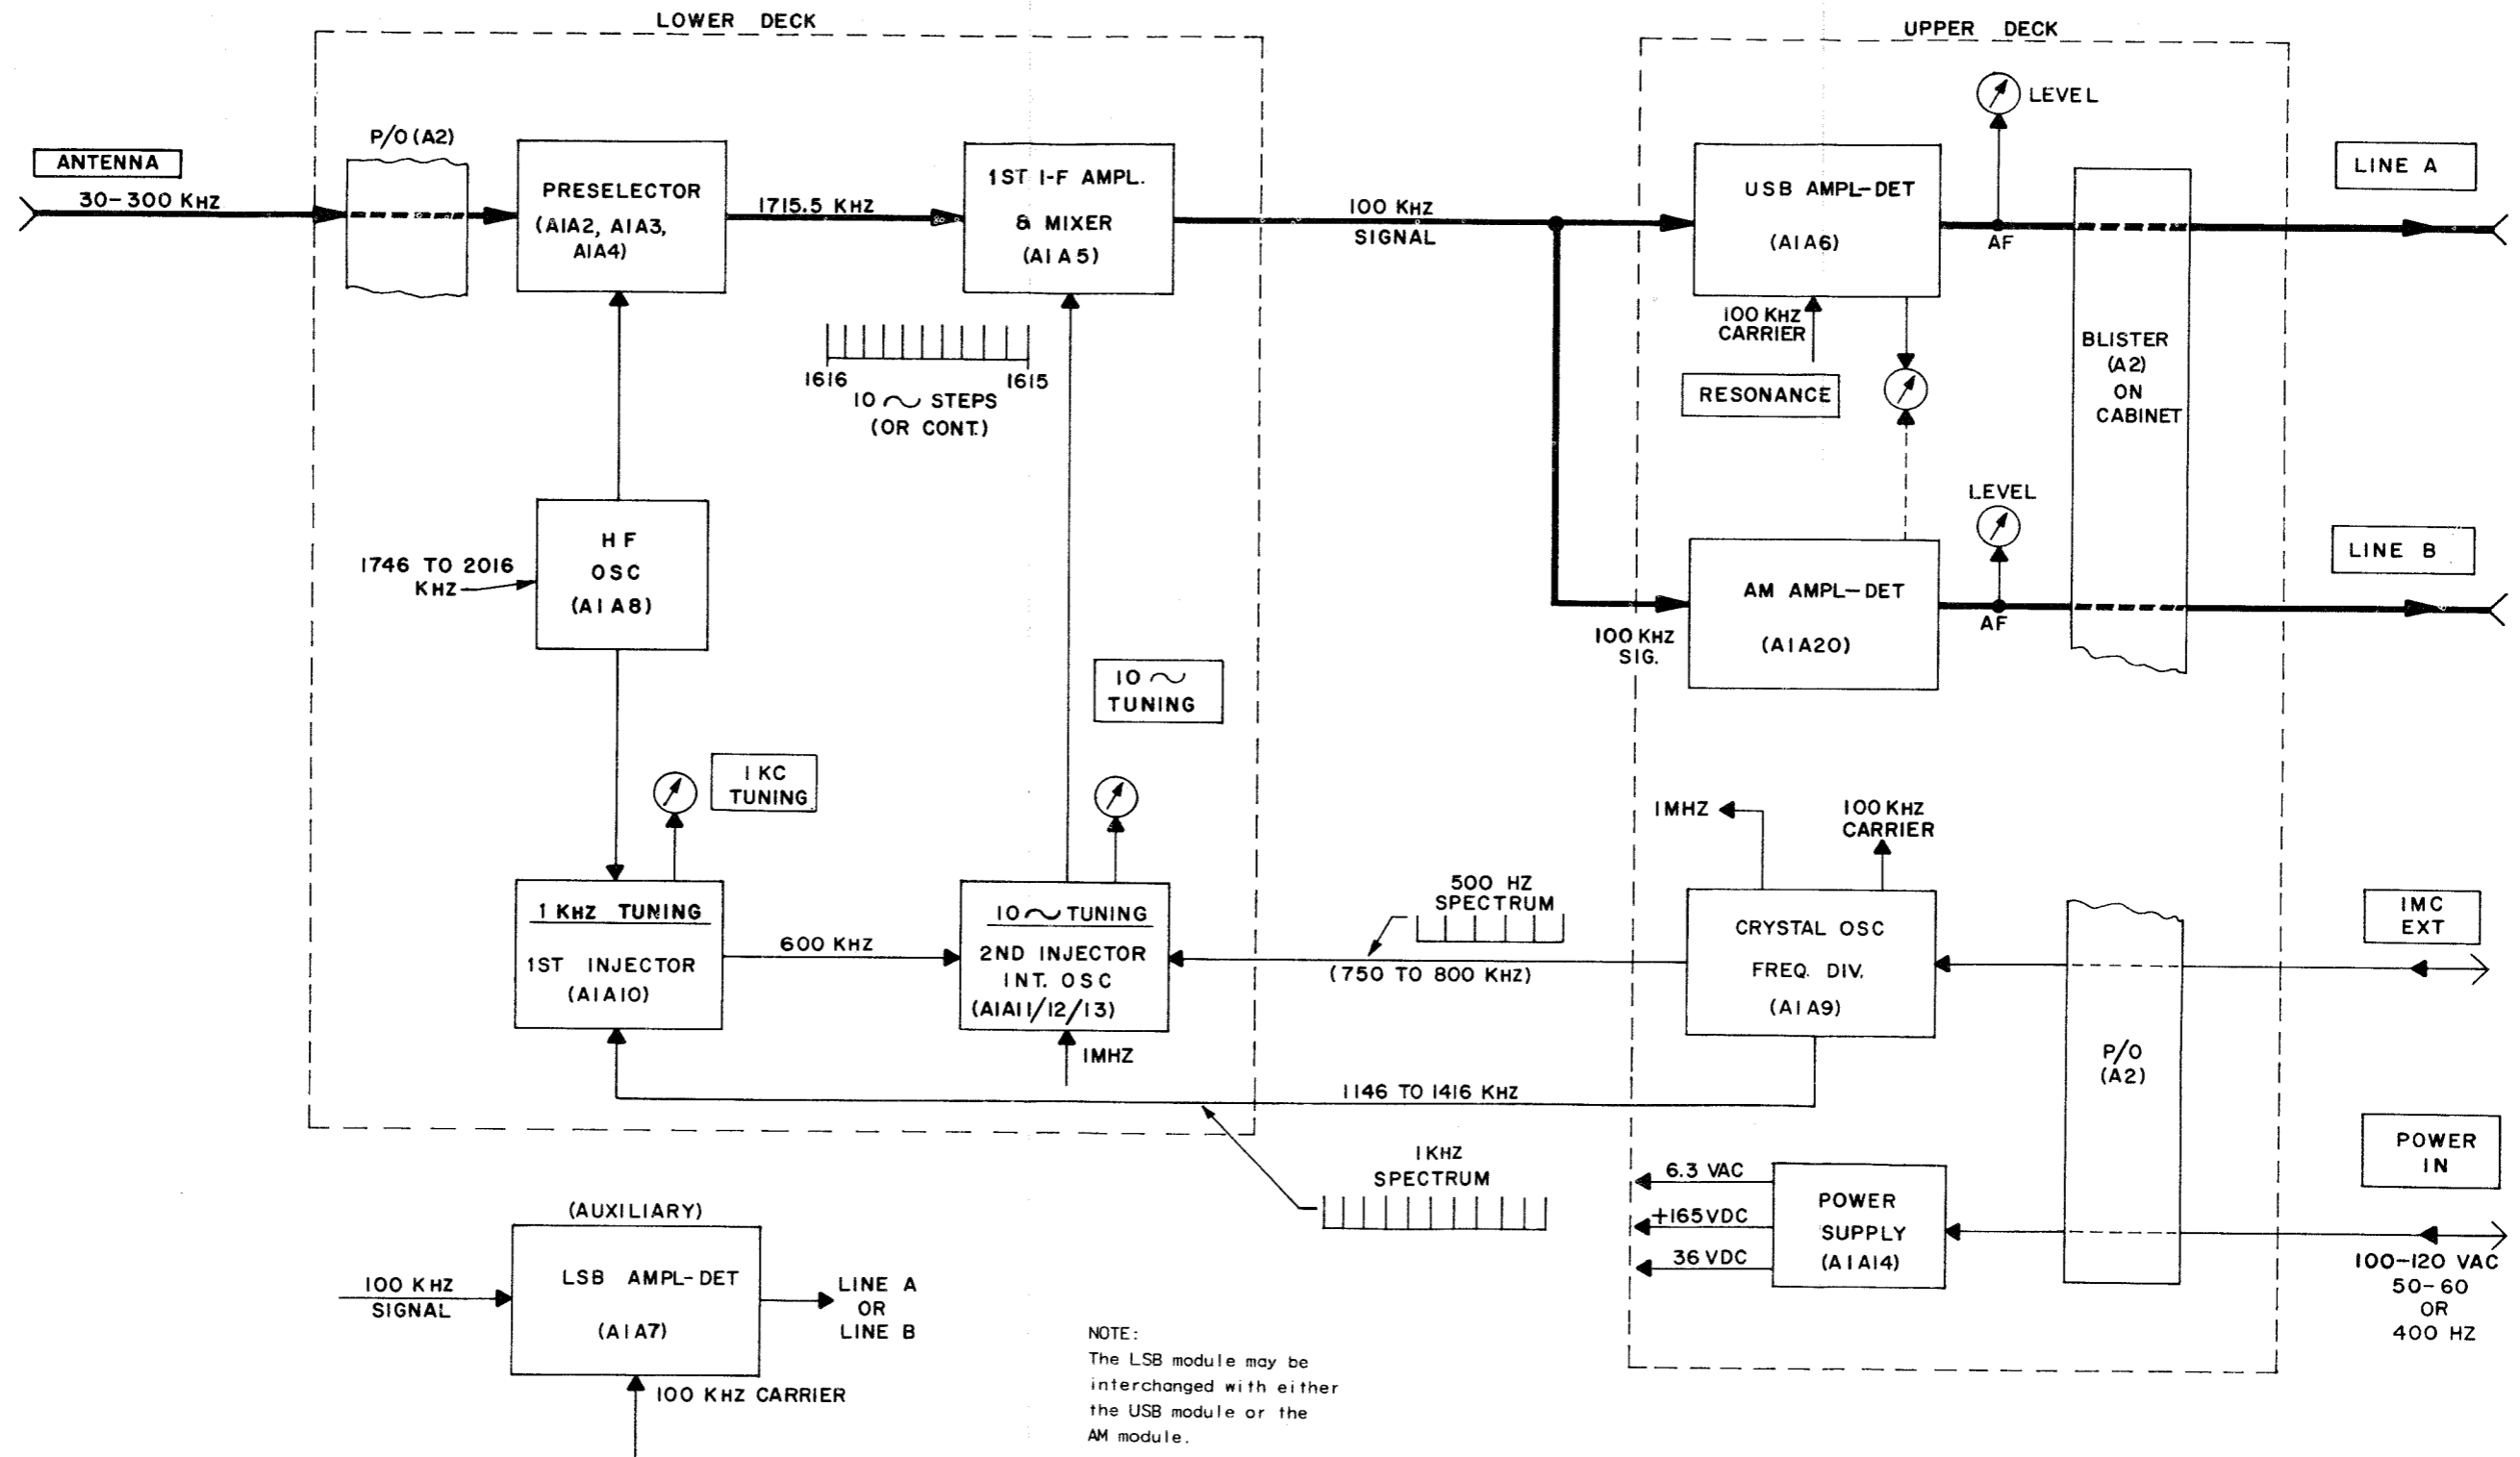 LOWER DECK
UPPER DECK
LEVEL
P/O (A2)
ANTENNA
30-300 KHZ
PRESELECTOR
(A1A2, A1A3,
A1A4)
1715.5 KHZ
1ST I-F AMPL.
& MIXER
(A1A5)
100 KHZ
SIGNAL
USB AMPL-DET
(A1A6)
AF
LINE A
1616
1615
10 ~ STEPS
(OR CONT.)
100 KHZ
CARRIER
RESONANCE
BLISTER
(A2)
ON
CABINET
LEVEL
1746 TO 2016
KHZ
HF
OSC
(A1A8)
AM AMPL-DET
(A1A20)
AF
LINE B
100 KHZ
SIG.
10 ~
TUNING
1 KC
TUNING
1MHZ
100 KHZ
CARRIER
1 KHZ TUNING
1ST INJECTOR
(A1A10)
600 KHZ
10 ~ TUNING
2ND INJECTOR
INT. OSC
(A1A11/12/13)
500 HZ
SPECTRUM
(750 TO 800 KHZ)
CRYSTAL OSC
FREQ. DIV.
(A1A9)
1MC
EXT
1MHZ
P/O
(A2)
1146 TO 1416 KHZ
1KHZ
SPECTRUM
6.3 VAC
+165VDC
36 VDC
POWER
SUPPLY
(A1A14)
POWER
IN
100-120 VAC
50-60
OR
400 HZ
(AUXILIARY)
100 KHZ
SIGNAL
LSB AMPL-DET
(A1A7)
LINE A
OR
LINE B
100 KHZ CARRIER
NOTE:
The LSB module may be
interchanged with either
the USB module or the
AM module.